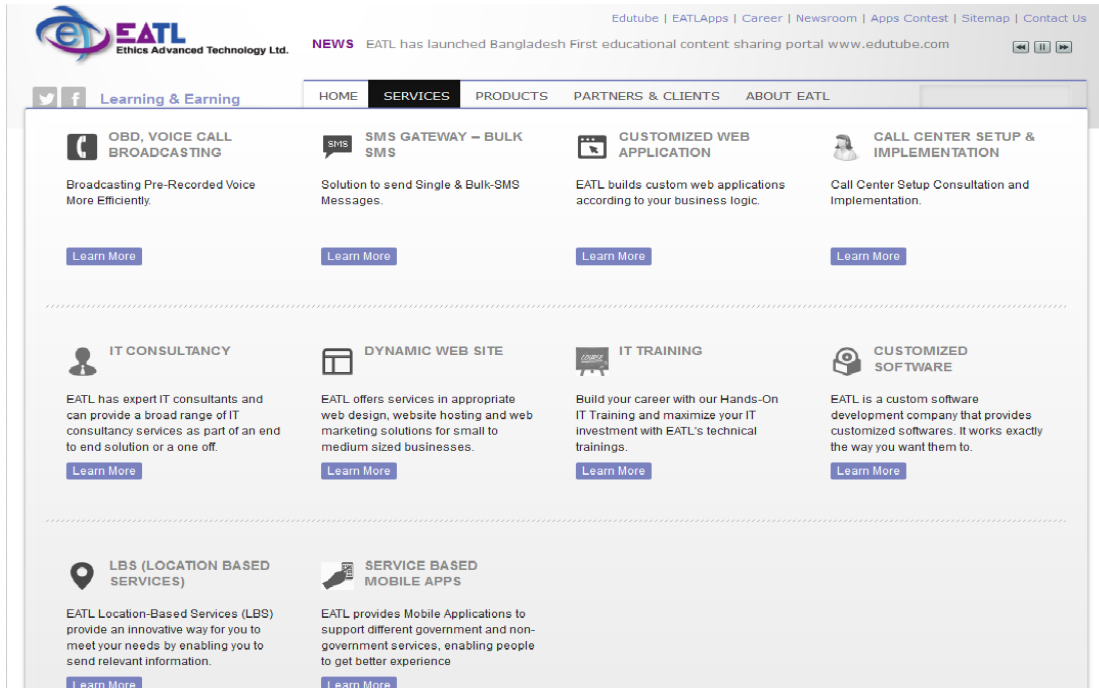 Edutube | EATLApps | Career | Newsroom | Apps Contest | Sitemap | Contact Us
EATL
Ethics Advanced Technology Ltd.
NEWS EATL has launched Bangladesh First educational content sharing portal www.edutube.com
Learning & Earning
HOME SERVICES PRODUCTS PARTNERS & CLIENTS ABOUT EATL
OBD, VOICE CALL
BROADCASTING
Broadcasting Pre-Recorded Voice
More Efficiently.
Learn More
SMS
SMS GATEWAY – BULK
SMS
Solution to send Single & Bulk-SMS
Messages.
Learn More
CUSTOMIZED WEB
APPLICATION
EATL builds custom web applications
according to your business logic.
Learn More
CALL CENTER SETUP &
IMPLEMENTATION
Call Center Setup Consultation and
Implementation.
Learn More
IT CONSULTANCY
EATL has expert IT consultants and
can provide a broad range of IT
consultancy services as part of an end
to end solution or a one off.
Learn More
DYNAMIC WEB SITE
EATL offers services in appropriate
web design, website hosting and web
marketing solutions for small to
medium sized businesses.
Learn More
COURSE
IT TRAINING
Build your career with our Hands-On
IT Training and maximize your IT
investment with EATL's technical
trainings.
Learn More
CUSTOMIZED
SOFTWARE
EATL is a custom software
development company that provides
customized softwares. It works exactly
the way you want them to.
Learn More
LBS (LOCATION BASED
SERVICES)
EATL Location-Based Services (LBS)
provide an innovative way for you to
meet your needs by enabling you to
send relevant information.
Learn More
SERVICE BASED
MOBILE APPS
EATL provides Mobile Applications to
support different government and non-
government services, enabling people
to get better experience
Learn More